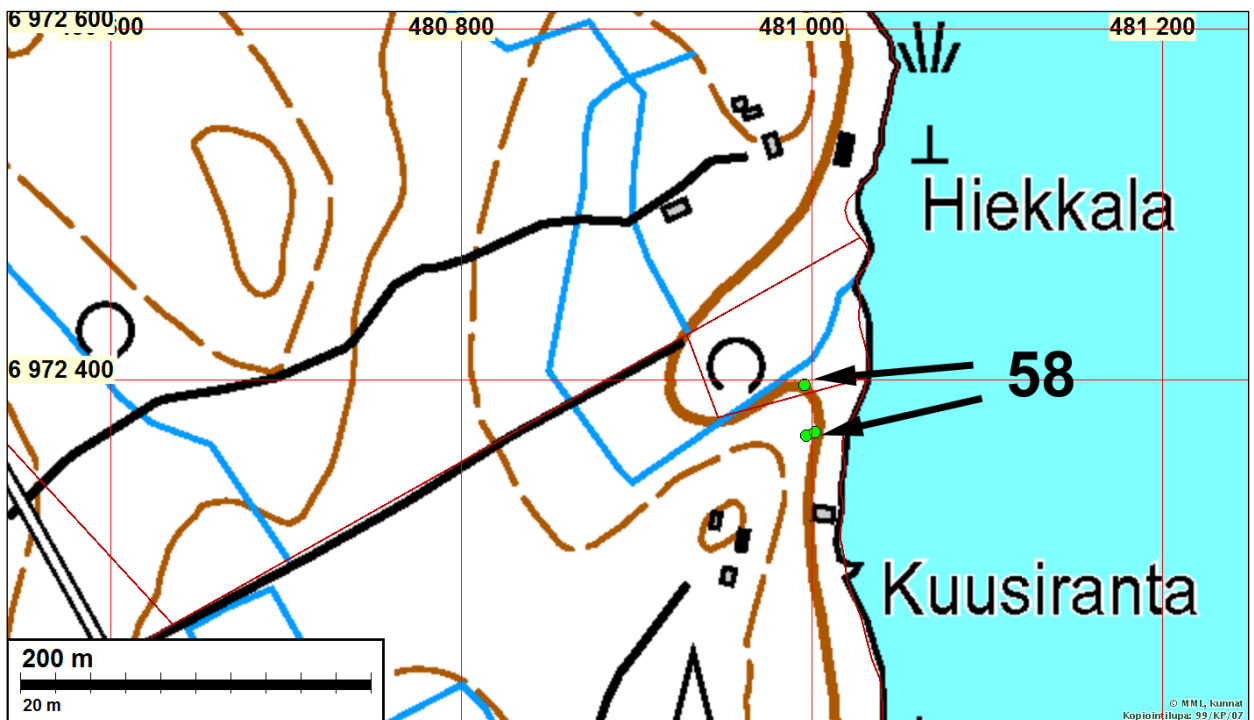 6 972 600
480 800
481 000
481 200
Hiekkala
6 972 400
58
Kuusiranta
200 m
20 m
© MML, kunnat
Kopiointilupa: 99/KP/07